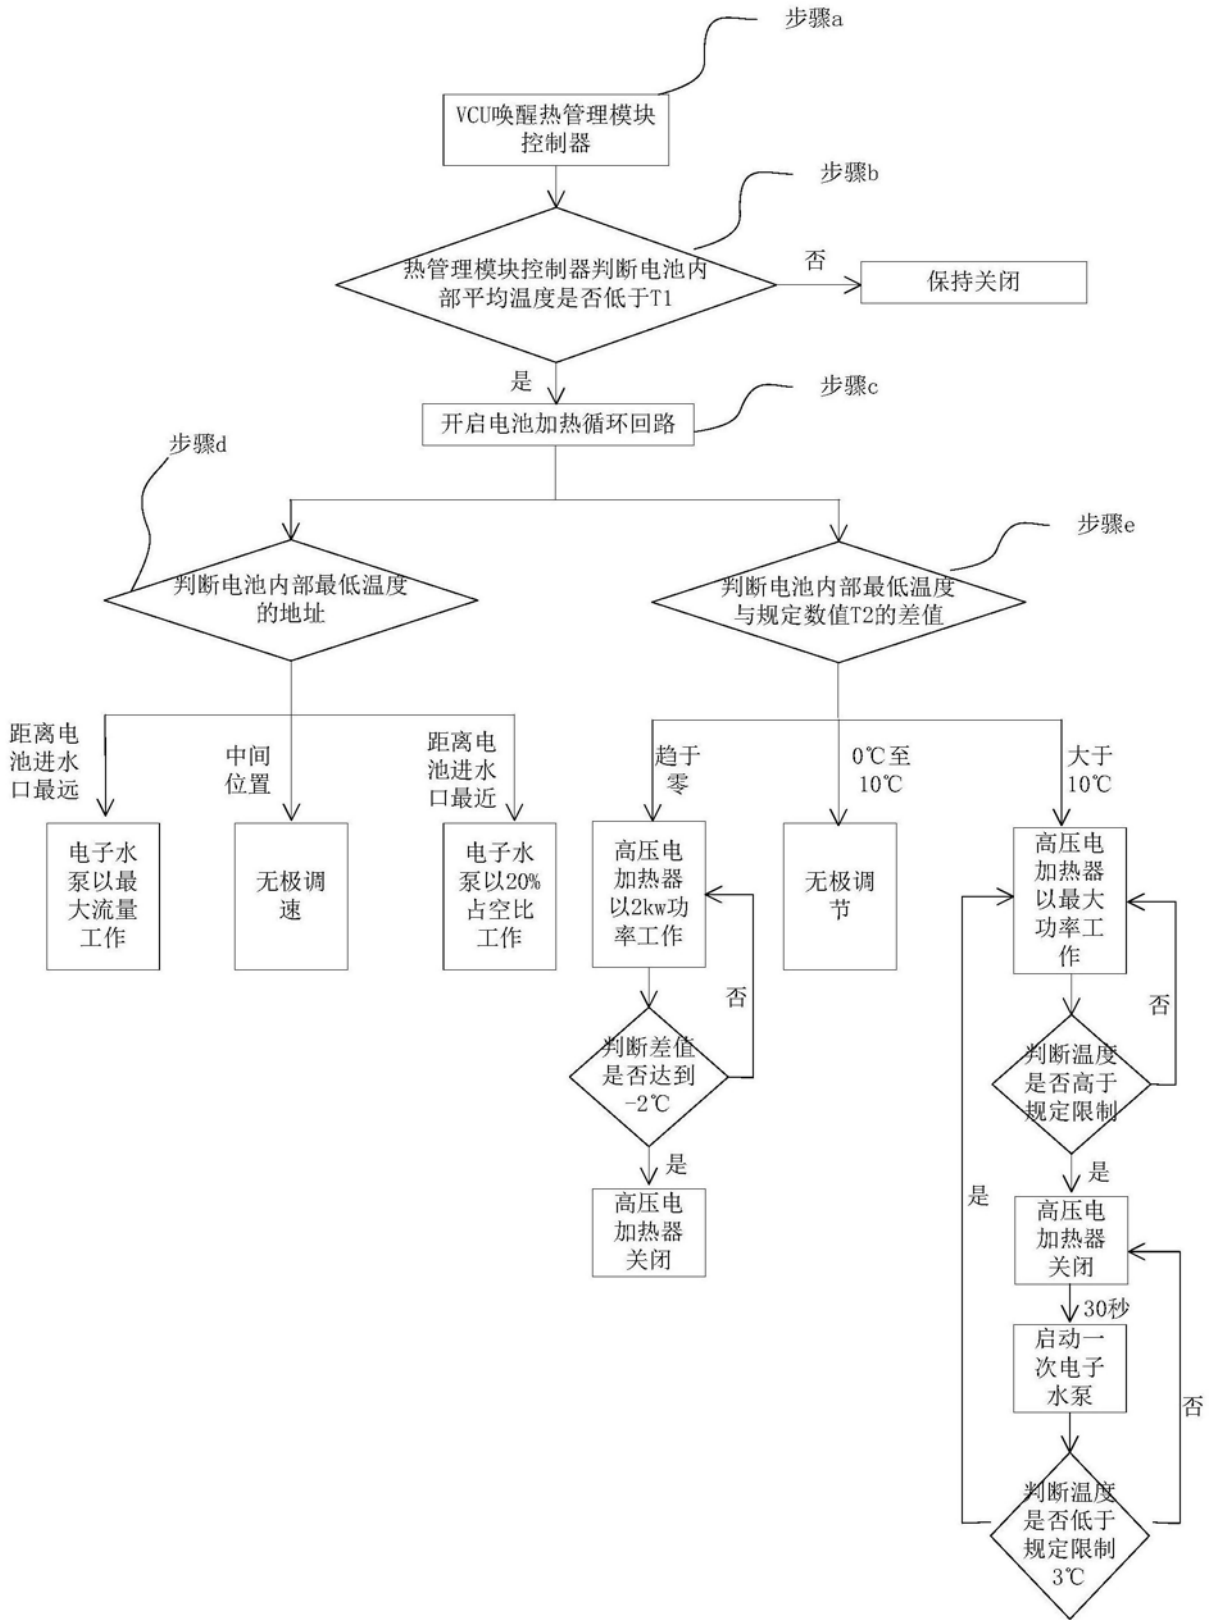 步骤a
VCU唤醒热管理模块
控制器
步骤b
热管理模块控制器判断电池内
部平均温度是否低于T1
否
保持关闭
是
步骤c
开启电池加热循环回路
步骤d
判断电池内部最低温度
的地址
步骤e
判断电池内部最低温度
与规定数值T2的差值
距离电
池进水
口最远
中间
位置
距离电
池进水
口最近
趋于
零
0℃至
10℃
大于
10℃
电子水
泵以最
大流量
工作
无极调
速
电子水
泵以20%
占空比
工作
高压电
加热器
以2kw功
率工作
无极调
节
高压电
加热器
以最大
功率工
作
否
判断差值
是否达到
-2℃
是
高压电
加热器
关闭
否
判断温度
是否高于
规定限制
是
高压电
加热器
关闭
30秒
启动一
次电子
水泵
判断温度
是否低于
规定限制
3℃
是
否